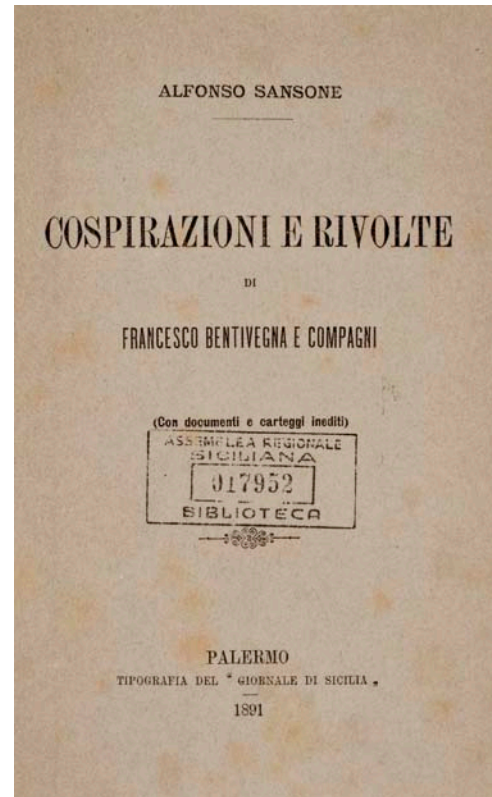 ALFONSO SANSONE
COSPIRAZIONI E RIVOLTE
DI
FRANCESCO BENTIVEGNA E COMPAGNI
(Con documenti e carteggi inediti)
ASSEMBLEA REGIONALE
SICILIANA
017952
BIBLIOTECA
PALERMO
TIPOGRAFIA DEL “ GIORNALE DI SICILIA „
1891